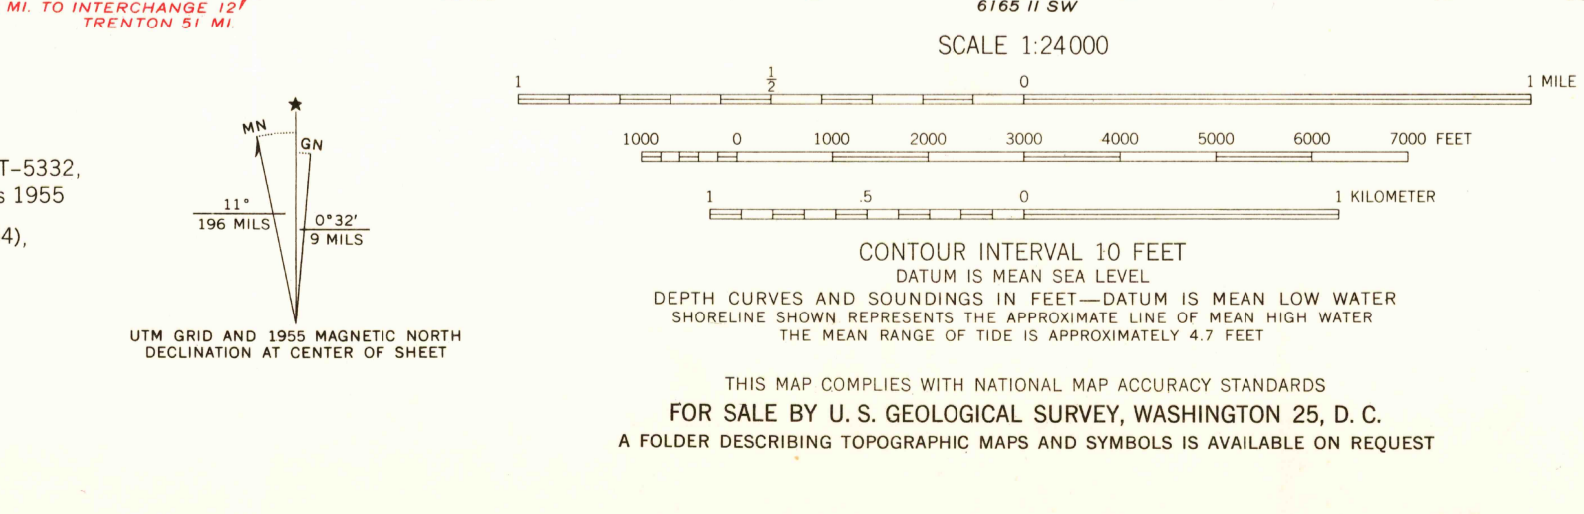 MI. TO INTERCHANGE 12
TRENTON 51 MI.
6165 II SW
SCALE 1:24000
1 ½ 0 1 MILE
1000 0 1000 2000 3000 4000 5000 6000 7000 FEET
1 .5 0 1 KILOMETER
CONTOUR INTERVAL 10 FEET
DATUM IS MEAN SEA LEVEL
DEPTH CURVES AND SOUNDINGS IN FEET—DATUM IS MEAN LOW WATER
SHORELINE SHOWN REPRESENTS THE APPROXIMATE LINE OF MEAN HIGH WATER
THE MEAN RANGE OF TIDE IS APPROXIMATELY 4.7 FEET
THIS MAP COMPLIES WITH NATIONAL MAP ACCURACY STANDARDS
FOR SALE BY U. S. GEOLOGICAL SURVEY, WASHINGTON 25, D. C.
A FOLDER DESCRIBING TOPOGRAPHIC MAPS AND SYMBOLS IS AVAILABLE ON REQUEST
T-5332,
s 1955
4),
★
MN
GN
11°
196 MILS
0°32′
9 MILS
UTM GRID AND 1955 MAGNETIC NORTH
DECLINATION AT CENTER OF SHEET